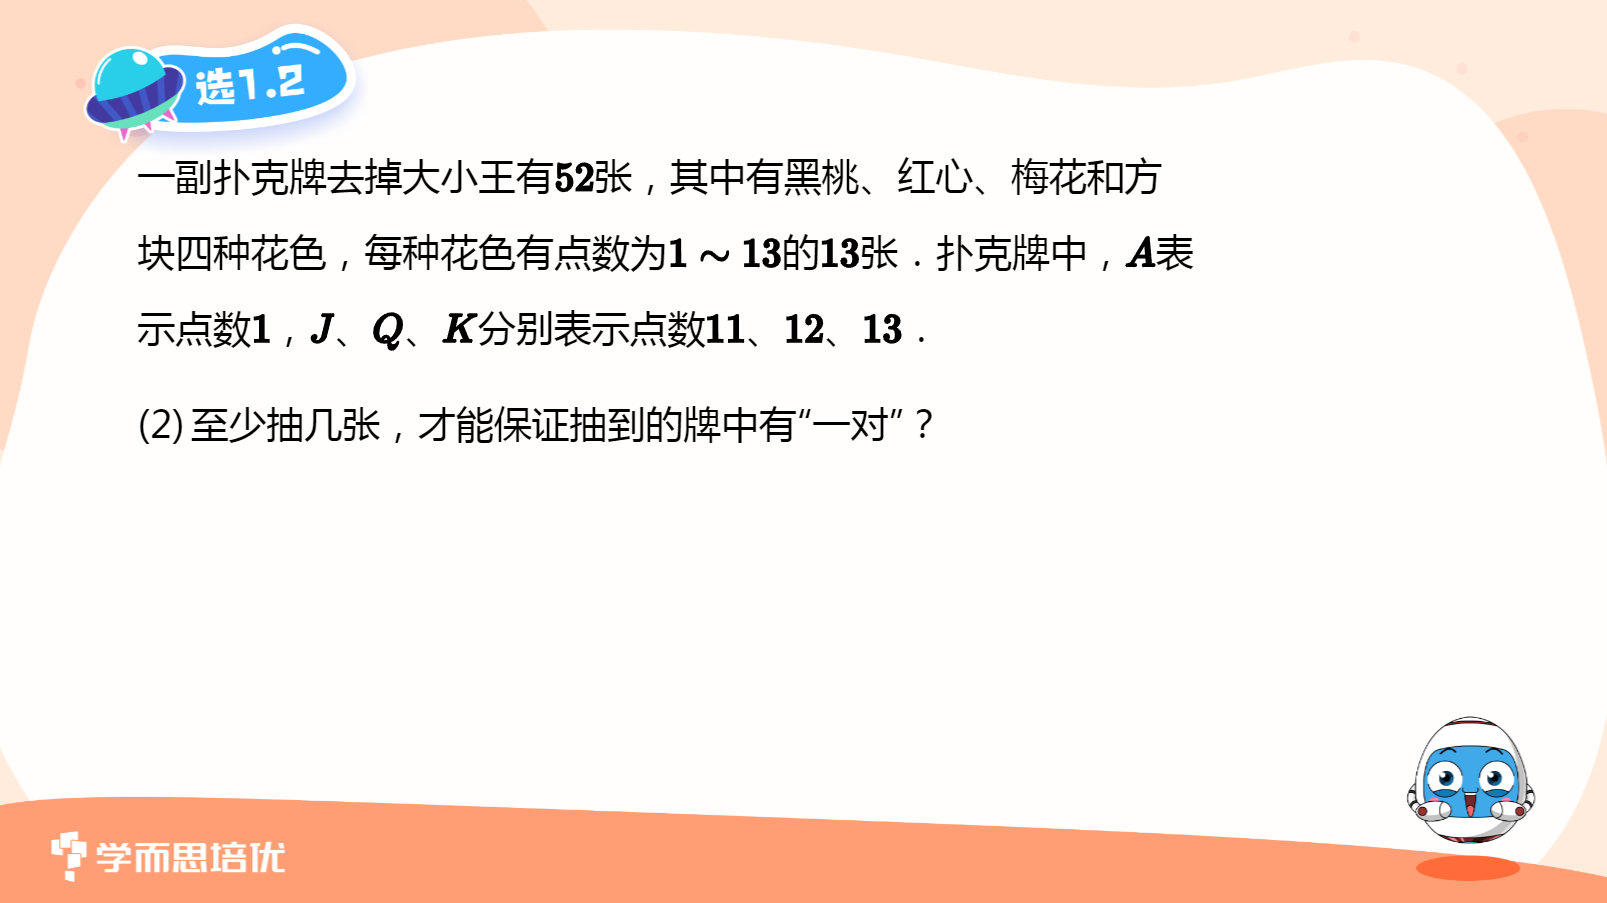 选1.2
一副扑克牌去掉大小王有52张，其中有黑桃、红心、梅花和方
块四种花色，每种花色有点数为1～13的13张．扑克牌中，A表
示点数1，J、Q、K分别表示点数11、12、13．
(2) 至少抽几张，才能保证抽到的牌中有“一对”？
学而思培优